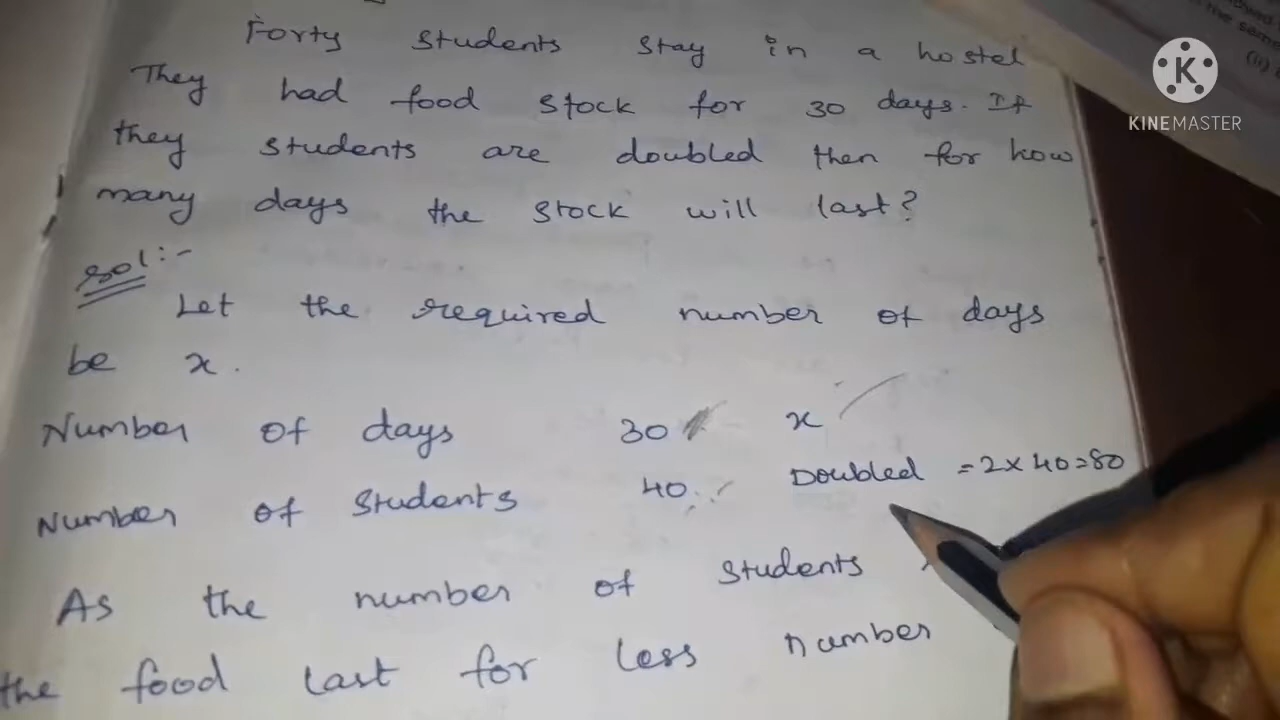 Forty students stay in a hostel
They had food stock for 30 days. If
they students are doubled then for how
many days the stock will last?
Sol:-
Let the required number of days
be x.
Number of days 30 x
Number of students 40 Doubled = 2 x 40 = 80
As the number of students
the food last for less number
KINEMASTER
the same
(ii)